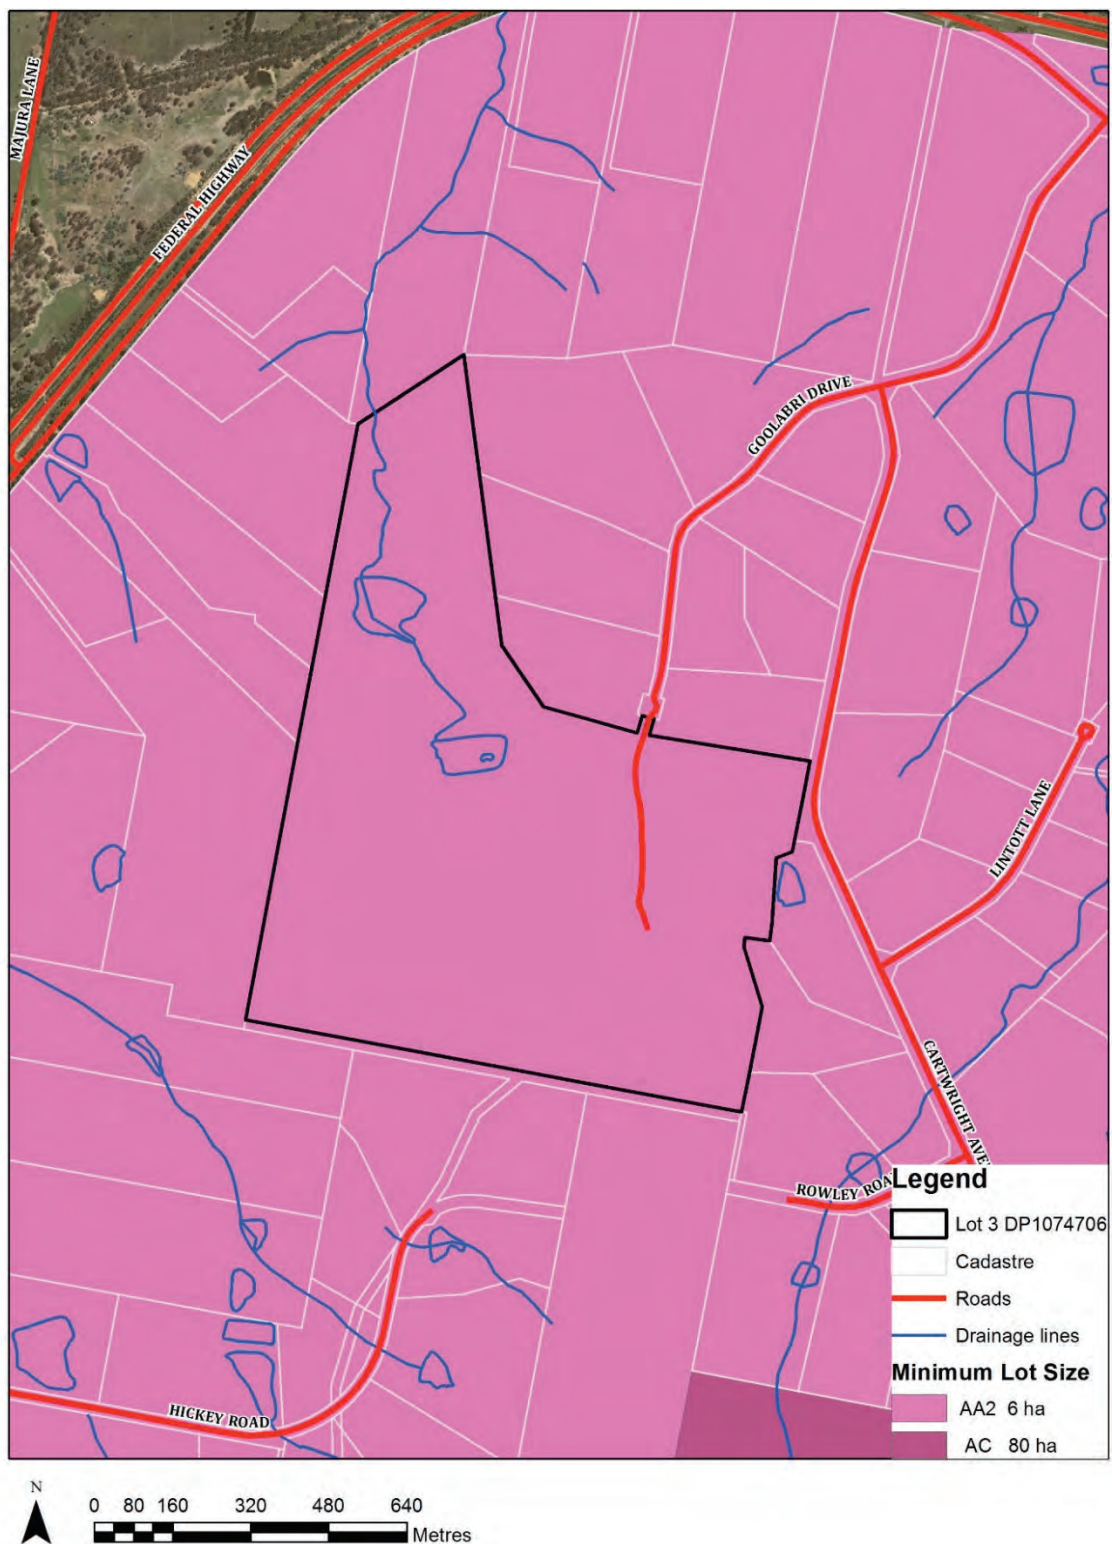 MAJURA LANE
FEDERAL HIGHWAY
GOOLABRI DRIVE
LINTOTT LANE
CARTWRIGHT AVE
ROWLEY ROA
HICKEY ROAD
Legend
Lot 3 DP1074706
Cadastre
Roads
Drainage lines
Minimum Lot Size
AA2 6 ha
AC 80 ha
N
0 80 160 320 480 640
Metres